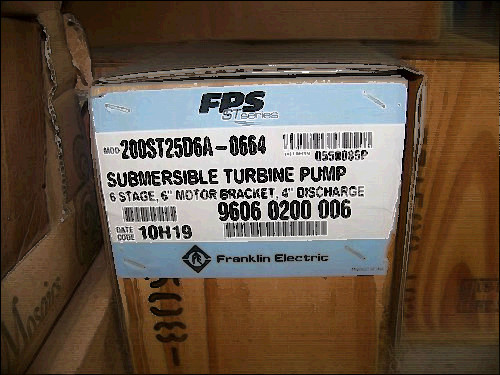 FPS
ST series
MOD 200ST25D6A-0664
SUBMERSIBLE TURBINE PUMP
6 STAGE, 6" MOTOR BRACKET, 4" DISCHARGE
9606 0200 006
DATE CODE 10H19
Franklin Electric
Mosaics